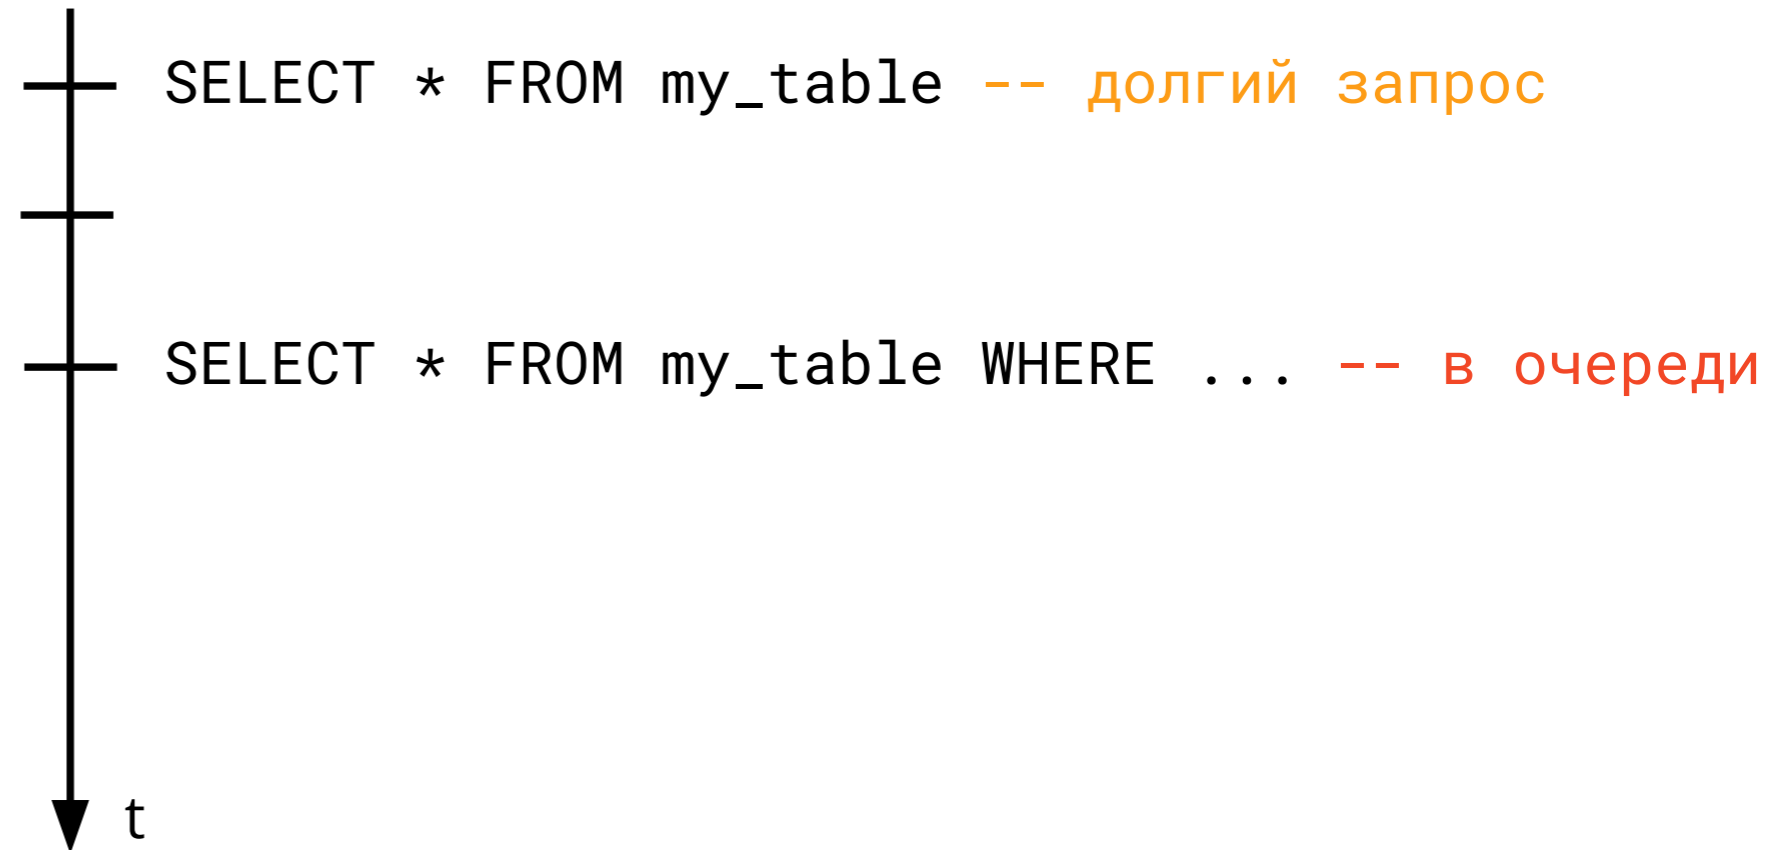 SELECT * FROM my_table -- долгий запрос
SELECT * FROM my_table WHERE ... -- в очереди
t